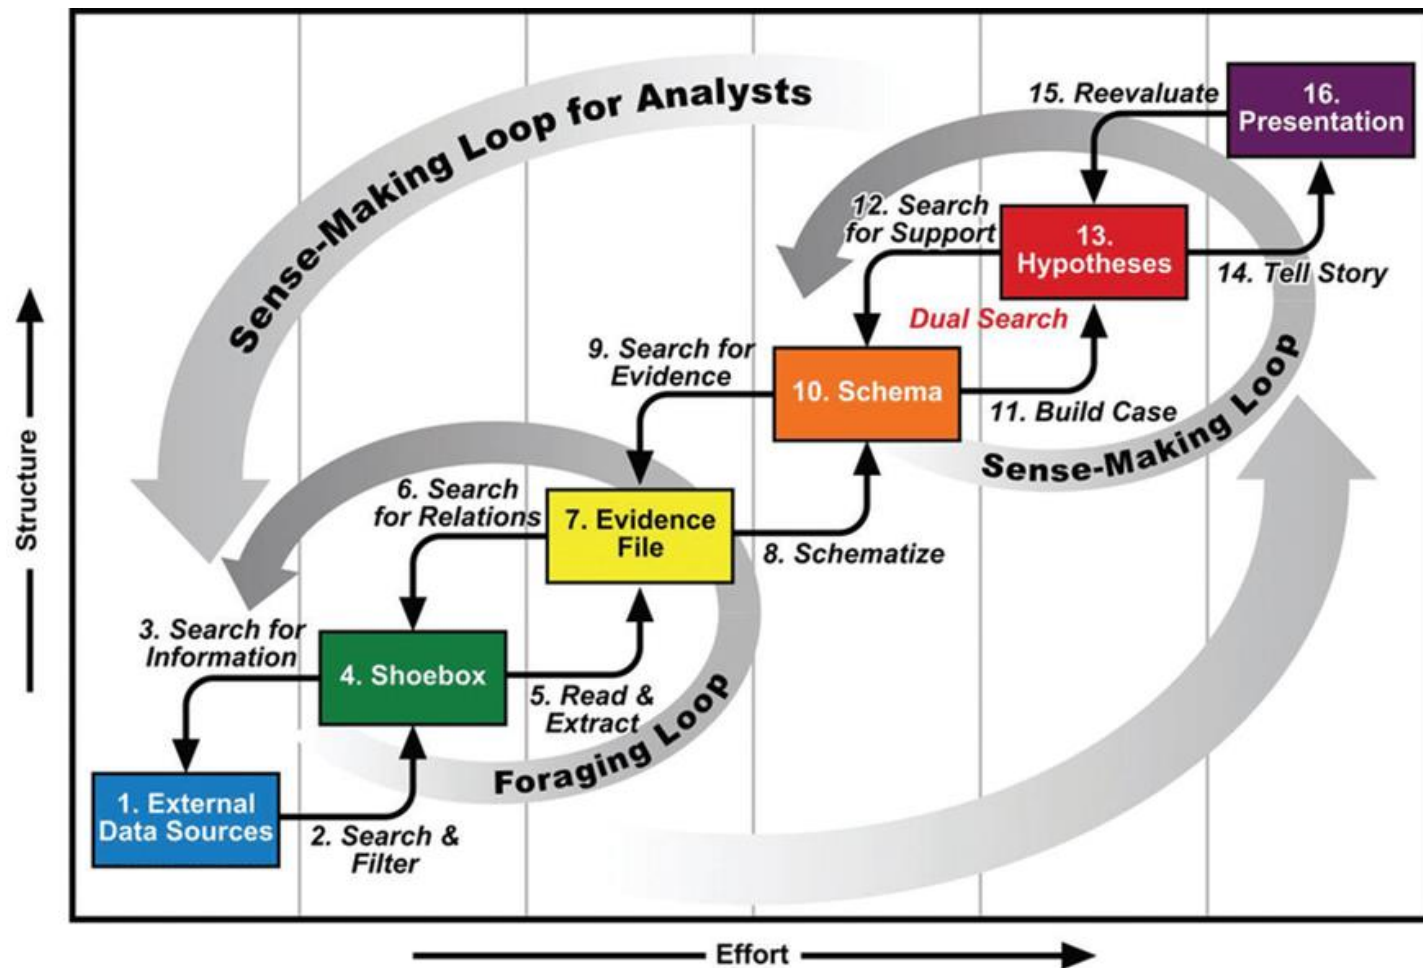 Sense-Making Loop for Analysts
15. Reevaluate
16.
Presentation
12. Search
for Support
13.
Hypotheses
14. Tell Story
Dual Search
9. Search for
Evidence
10. Schema
11. Build Case
Sense-Making Loop
6. Search
for Relations
7. Evidence
File
8. Schematize
3. Search for
Information
4. Shoebox
5. Read &
Extract
Foraging Loop
1. External
Data Sources
2. Search &
Filter
Structure
Effort